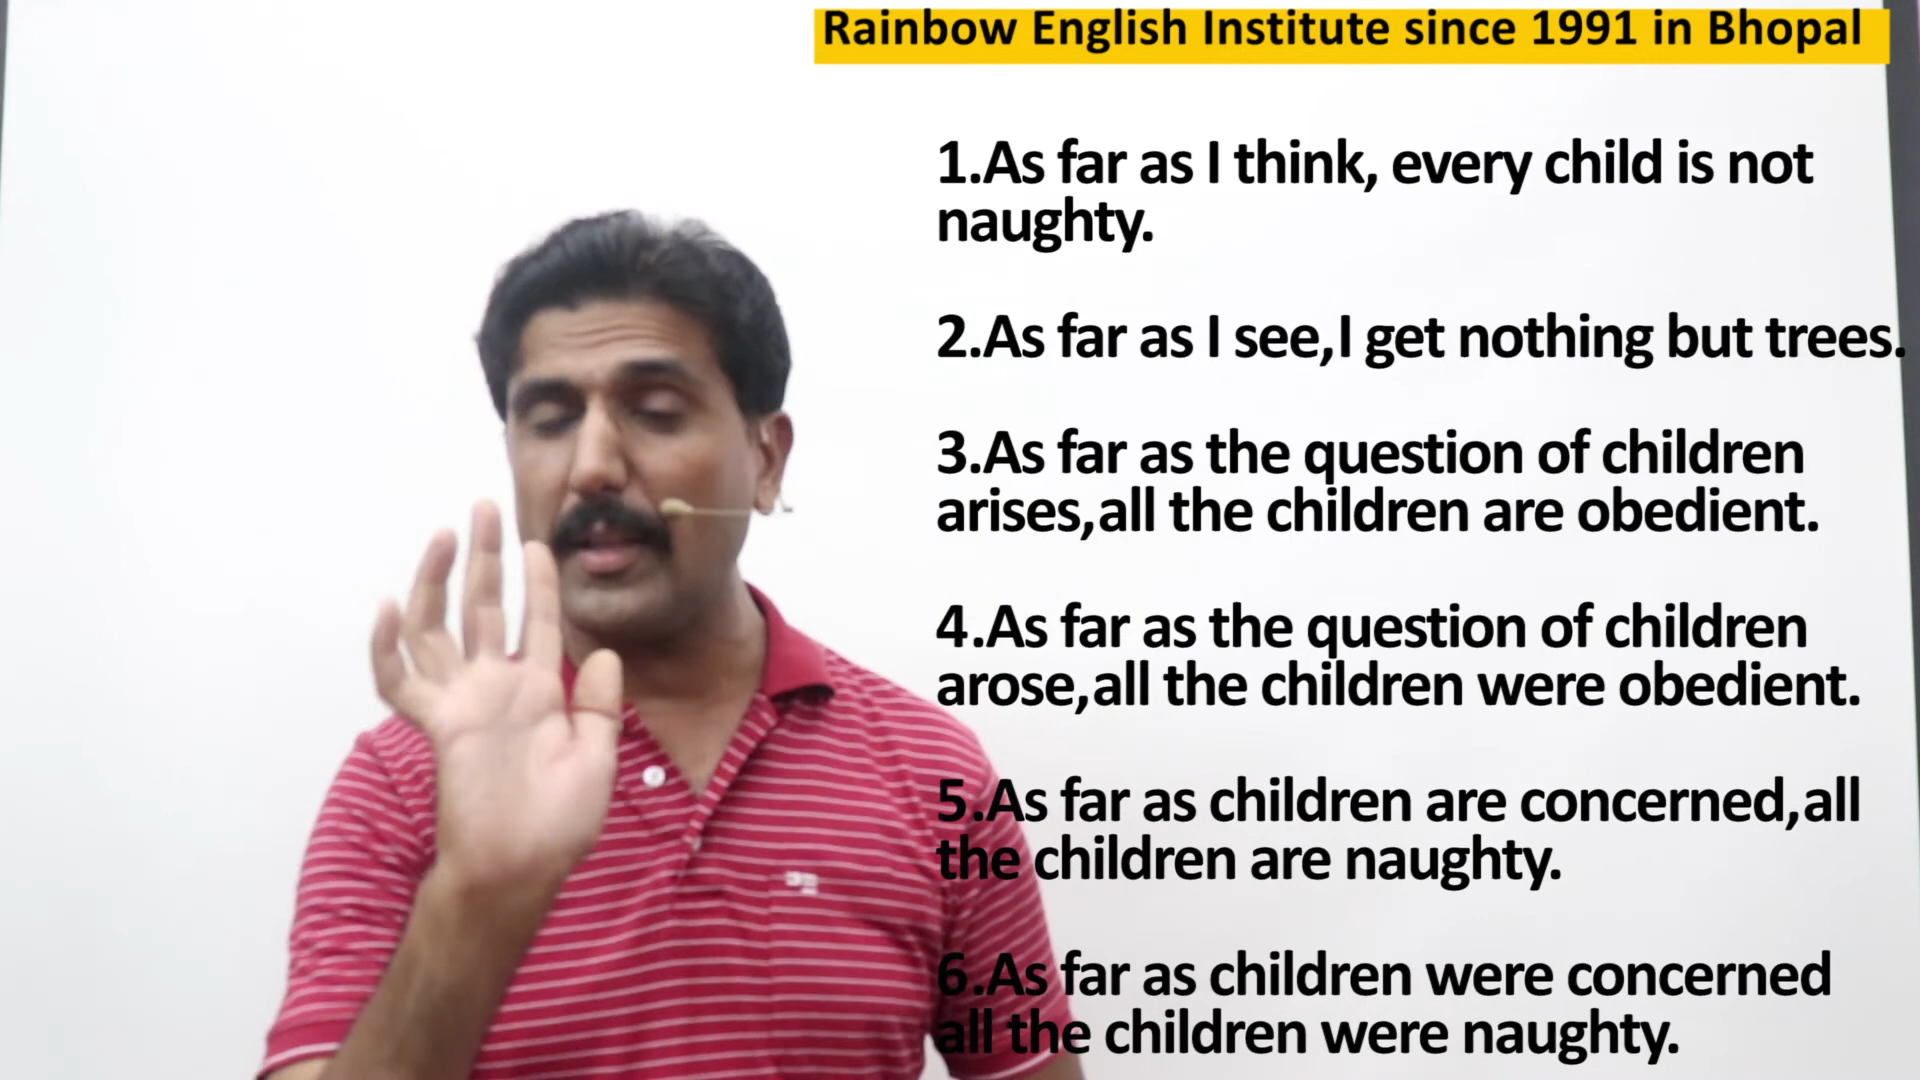 Rainbow English Institute since 1991 in Bhopal
1.As far as I think, every child is not
naughty.
2.As far as I see,I get nothing but trees.
3.As far as the question of children
arises,all the children are obedient.
4.As far as the question of children
arose,all the children were obedient.
5.As far as children are concerned,all
the children are naughty.
6.As far as children were concerned
all the children were naughty.